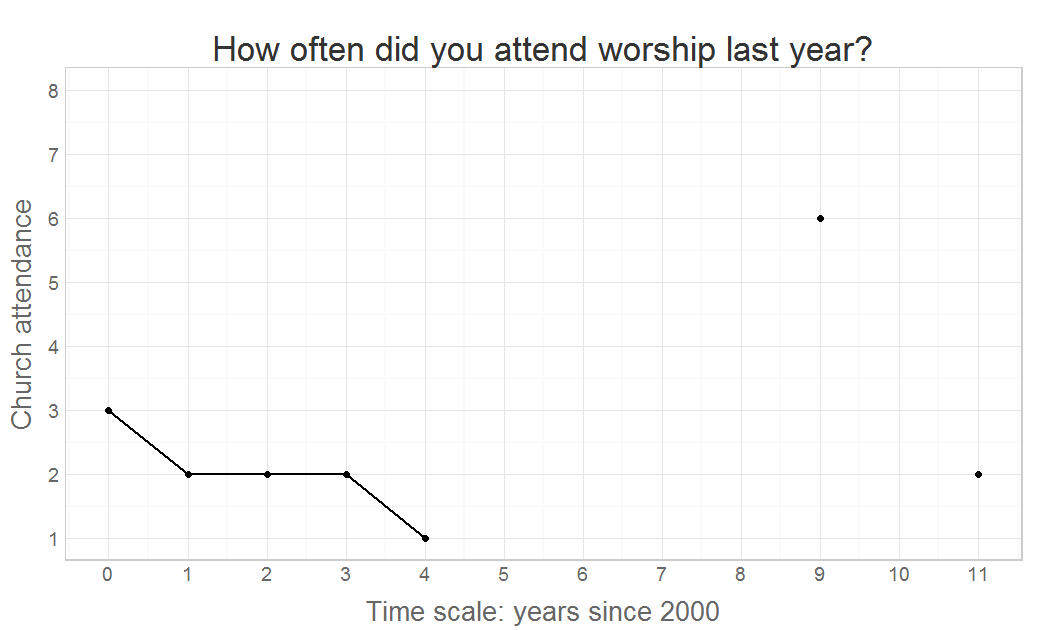 How often did you attend worship last year?
Church attendance
8
7
6
5
4
3
2
1
0 1 2 3 4 5 6 7 8 9 10 11
Time scale: years since 2000